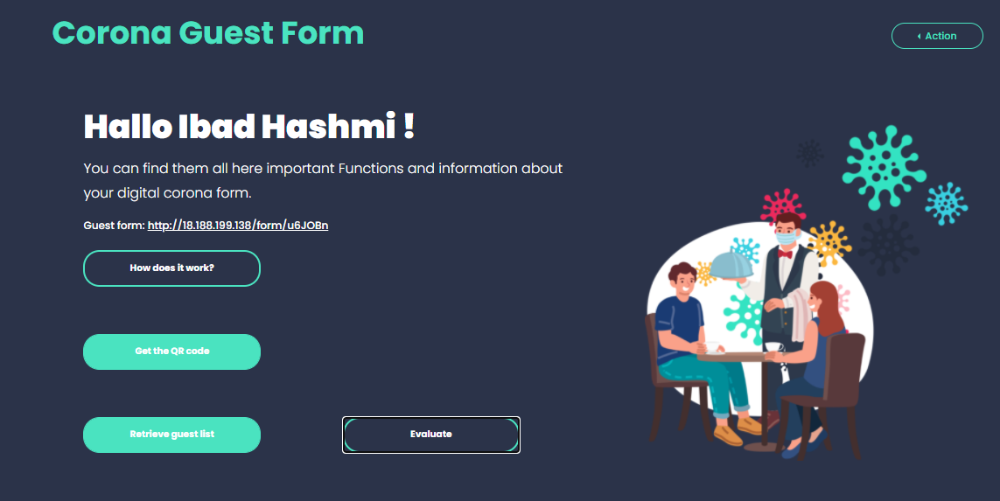 Corona Guest Form
Action
Hallo Ibad Hashmi !
You can find them all here important Functions and information about
your digital corona form.
Guest form: http://18.188.199.138/form/u6JOBn
How does it work?
Get the QR code
Retrieve guest list
Evaluate